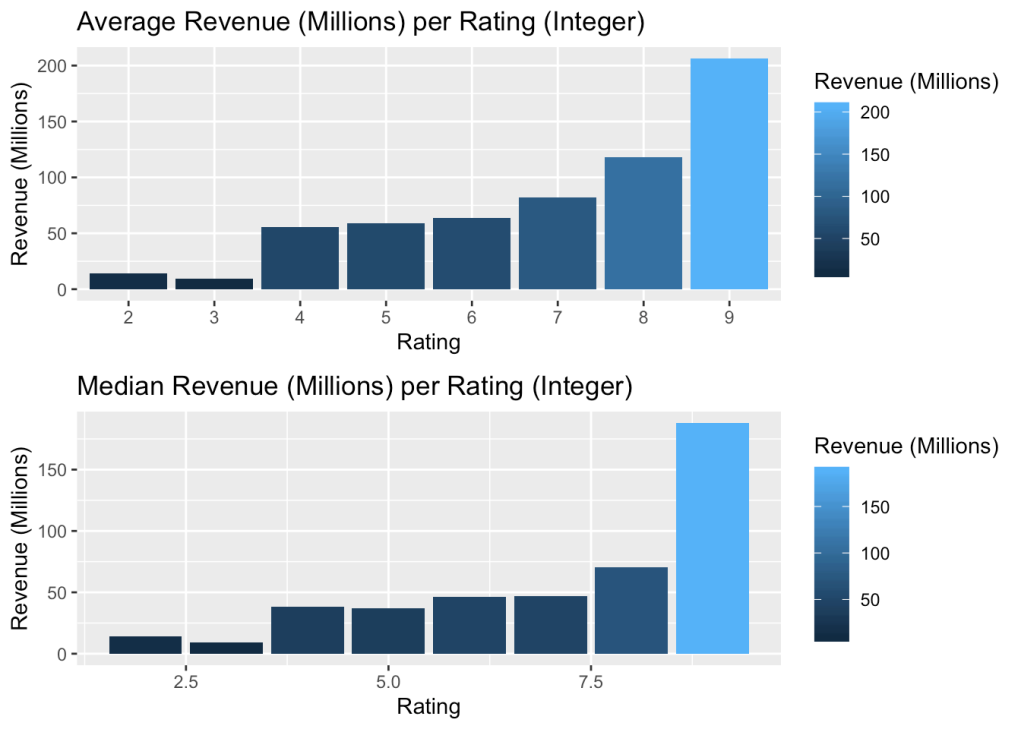 Average Revenue (Millions) per Rating (Integer)
Revenue (Millions)
200
150
100
50
0
2 3 4 5 6 7 8 9
Rating
Revenue (Millions)
200
150
100
50
Median Revenue (Millions) per Rating (Integer)
Revenue (Millions)
150
100
50
0
2.5 5.0 7.5
Rating
Revenue (Millions)
150
100
50